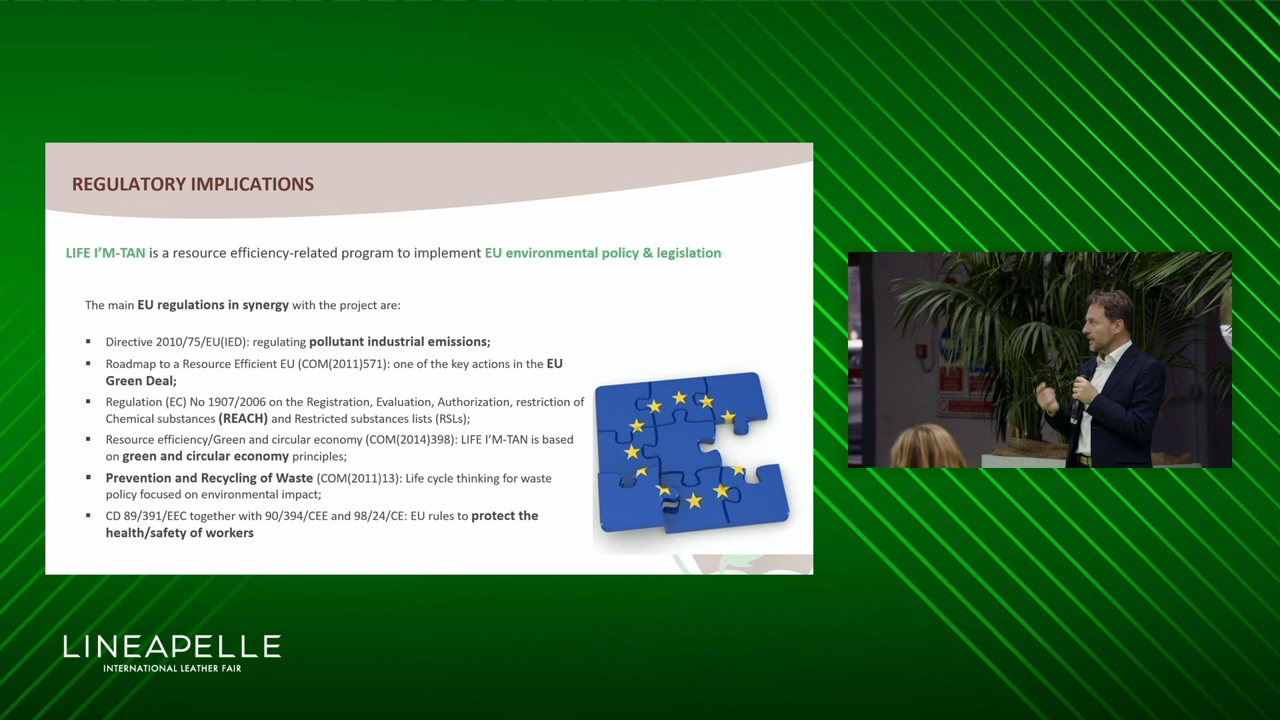 REGULATORY IMPLICATIONS
LIFE I'M-TAN is a resource efficiency-related program to implement EU environmental policy & legislation
The main EU regulations in synergy with the project are:
▪ Directive 2010/75/EU(IED): regulating pollutant industrial emissions;
▪ Roadmap to a Resource Efficient EU (COM(2011)571): one of the key actions in the EU
Green Deal;
▪ Regulation (EC) No 1907/2006 on the Registration, Evaluation, Authorization, restriction of
Chemical substances (REACH) and Restricted substances lists (RSLs);
▪ Resource efficiency/Green and circular economy (COM(2014)398): LIFE I'M-TAN is based
on green and circular economy principles;
▪ Prevention and Recycling of Waste (COM(2011)13): Life cycle thinking for waste
policy focused on environmental impact;
▪ CD 89/391/EEC together with 90/394/CEE and 98/24/CE: EU rules to protect the
health/safety of workers
LINEAPELLE
INTERNATIONAL LEATHER FAIR